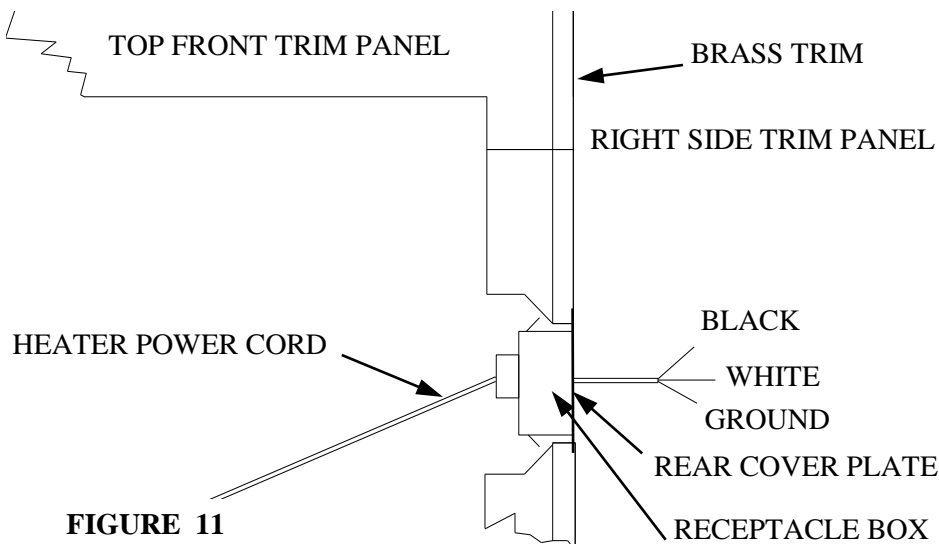 TOP FRONT TRIM PANEL
BRASS TRIM
RIGHT SIDE TRIM PANEL
BLACK
HEATER POWER CORD
WHITE
GROUND
REAR COVER PLATE
FIGURE 11
RECEPTACLE BOX